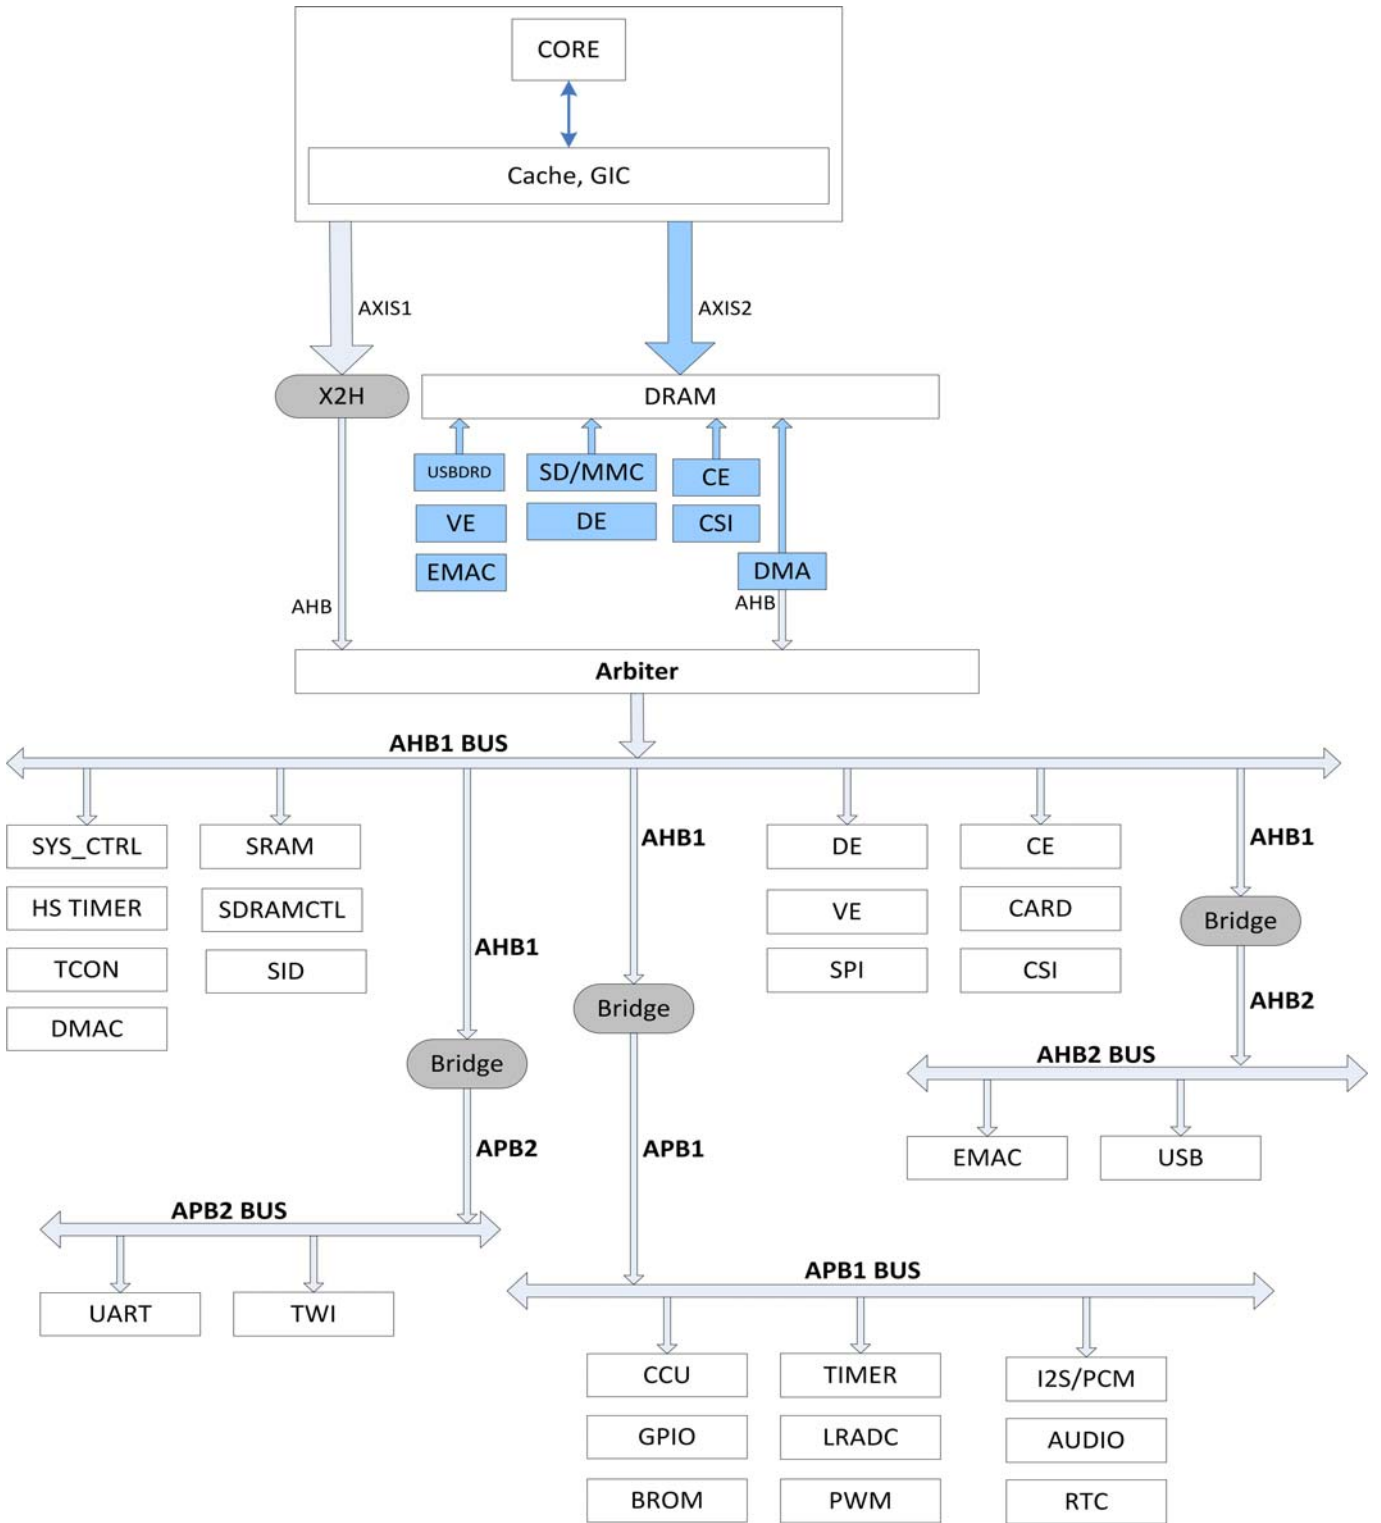 CORE
Cache, GIC
AXIS1
AXIS2
X2H
DRAM
USBDRD
SD/MMC
CE
VE
DE
CSI
EMAC
DMA
AHB
AHB
Arbiter
AHB1 BUS
SYS_CTRL
SRAM
AHB1
DE
CE
AHB1
HS TIMER
SDRAMCTL
VE
CARD
Bridge
AHB1
TCON
SID
SPI
CSI
Bridge
AHB2
DMAC
Bridge
AHB2 BUS
APB2
APB1
EMAC
USB
APB2 BUS
UART
TWI
APB1 BUS
CCU
TIMER
I2S/PCM
GPIO
LRADC
AUDIO
BROM
PWM
RTC